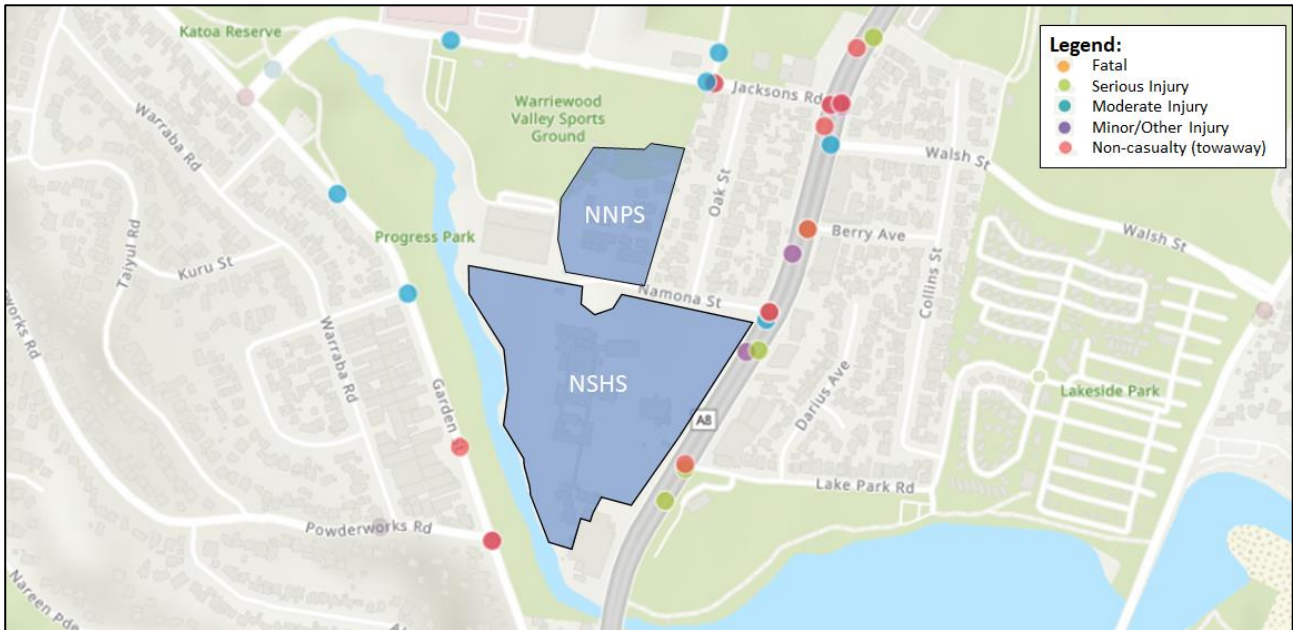 Katoa Reserve
Legend:
Fatal
Serious Injury
Moderate Injury
Minor/Other Injury
Non-casualty (towaway)
Jacksons Rd
Warriewood
Valley Sports
Ground
Warraba Rd
Walsh St
Oak St
NNPS
Taiyul Rd
Progress Park
Berry Ave
Walsh St
Kuru St
Collins St
Namona St
Warraba Rd
NSHS
Darius Ave
Lakeside Park
Garden
A8
Lake Park Rd
Powderworks Rd
Nareen Pde